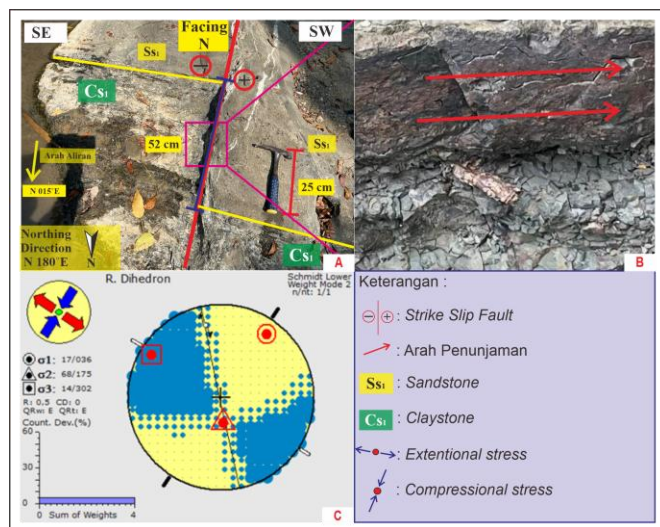 SE
Facing
N
SW
Ss1
Cs1
52 cm
Ss1
25 cm
Arah Aliran
N 015°E
Northing
Direction
N 180°E
N
Cs1
A
B
R. Dihedron
Schmidt Lower
Weight Mode 2
n/nt: 1/1
σ1: 17/036
σ2: 68/175
σ3: 14/302
R: 0,5 CD: 0
QRw: E QRt: E
Count. Dev.(%)
60
30
0
0 Sum of Weights 4
C
Keterangan :
: Strike Slip Fault
: Arah Penunjaman
Ss1 : Sandstone
Cs1 : Claystone
: Extentional stress
: Compressional stress